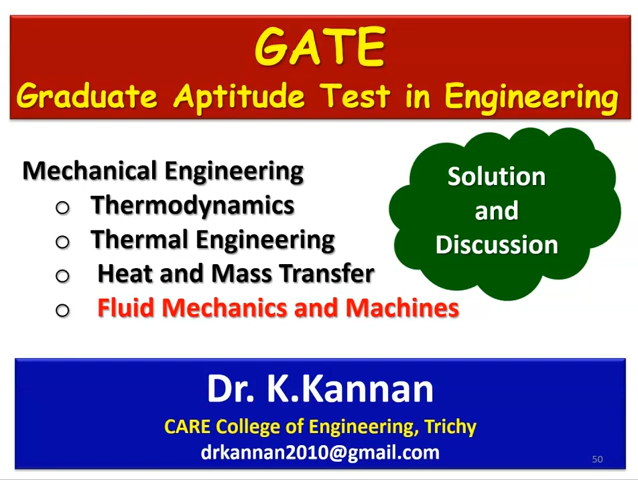 GATE
Graduate Aptitude Test in Engineering
Mechanical Engineering
o Thermodynamics
o Thermal Engineering
o Heat and Mass Transfer
o Fluid Mechanics and Machines
Solution
and
Discussion
Dr. K.Kannan
CARE College of Engineering, Trichy
drkannan2010@gmail.com
50